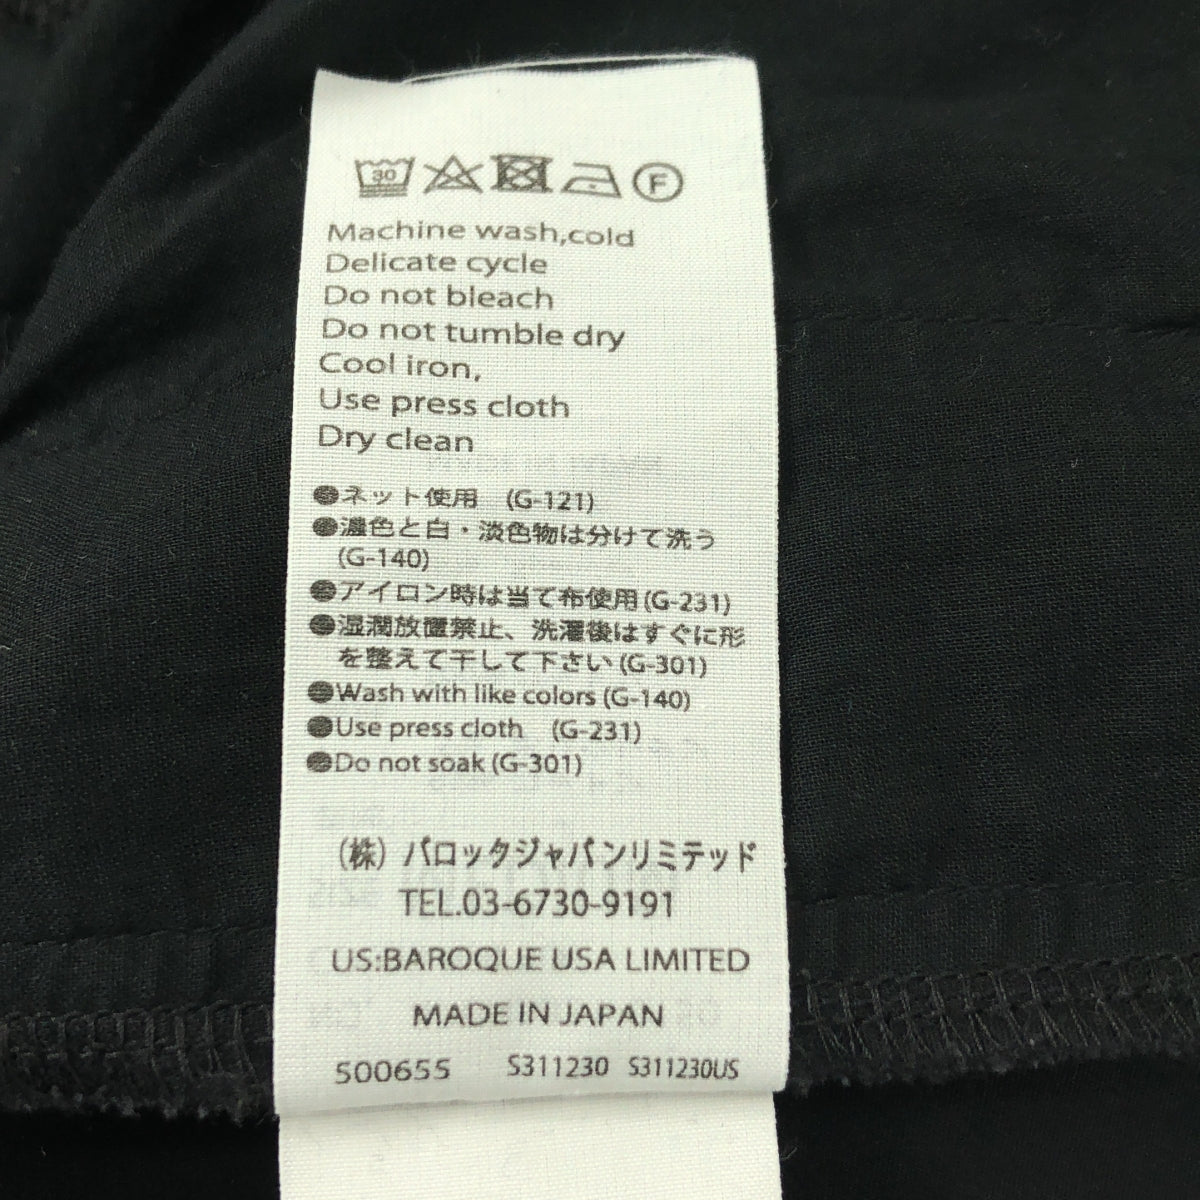 30 F
Machine wash,cold
Delicate cycle
Do not bleach
Do not tumble dry
Cool iron,
Use press cloth
Dry clean
●ネット使用 (G-121)
●濃色と白・淡色物は分けて洗う
(G-140)
●アイロン時は当て布使用(G-231)
●湿潤放置禁止、洗濯後はすぐに形
を整えて干して下さい(G-301)
●Wash with like colors (G-140)
●Use press cloth (G-231)
●Do not soak (G-301)
(株) バロックジャパンリミテッド
TEL.03-6730-9191
US:BAROQUE USA LIMITED
MADE IN JAPAN
500655 S311230 S311230US